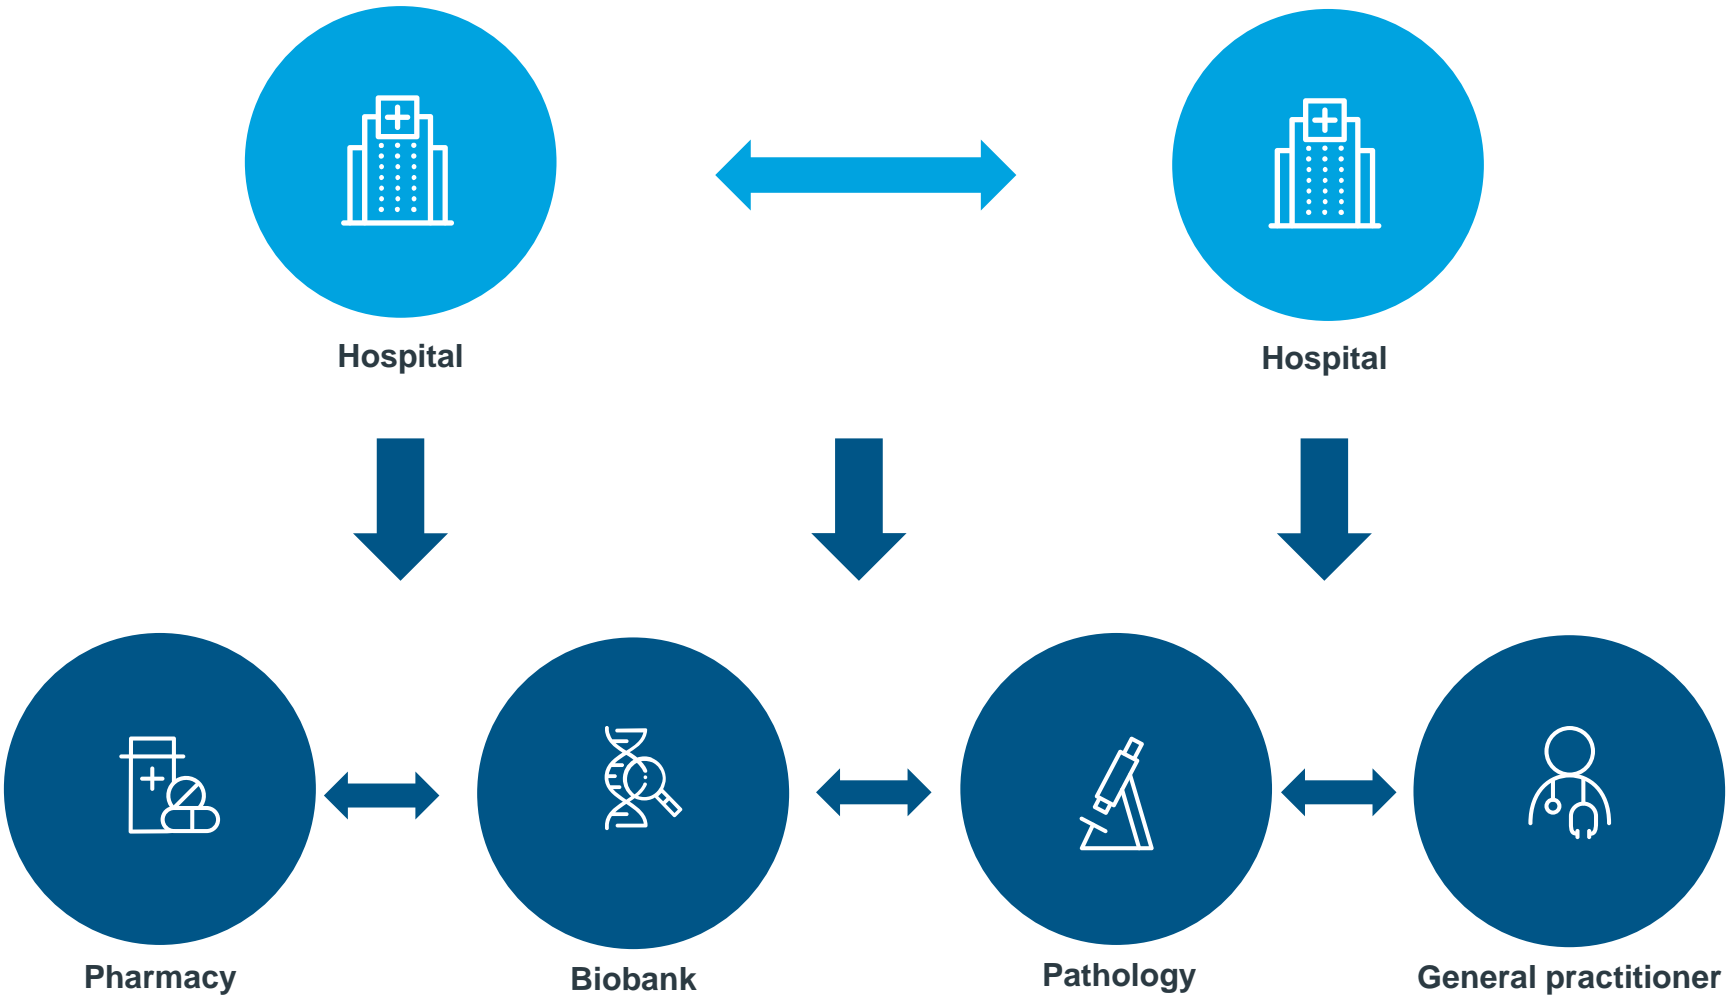 Hospital
Hospital
Pharmacy
Biobank
Pathology
General practitioner